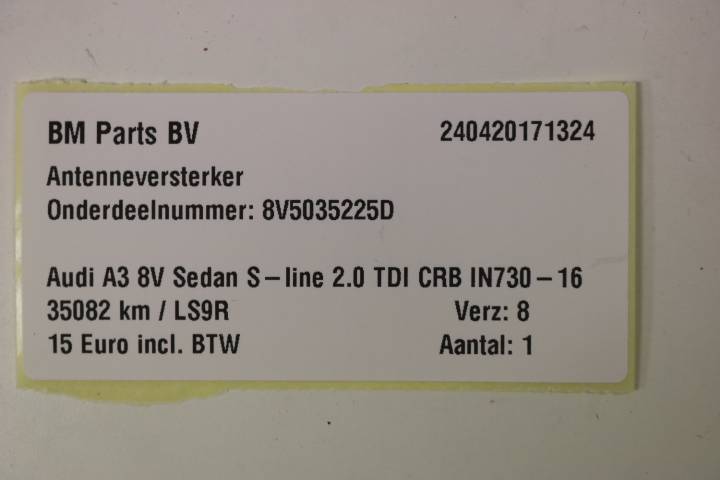 BM Parts BV 240420171324
Antenneversterker
Onderdeelnummer: 8V5035225D
Audi A3 8V Sedan S-line 2.0 TDI CRB IN730-16
35082 km / LS9R Verz: 8
15 Euro incl. BTW Aantal: 1